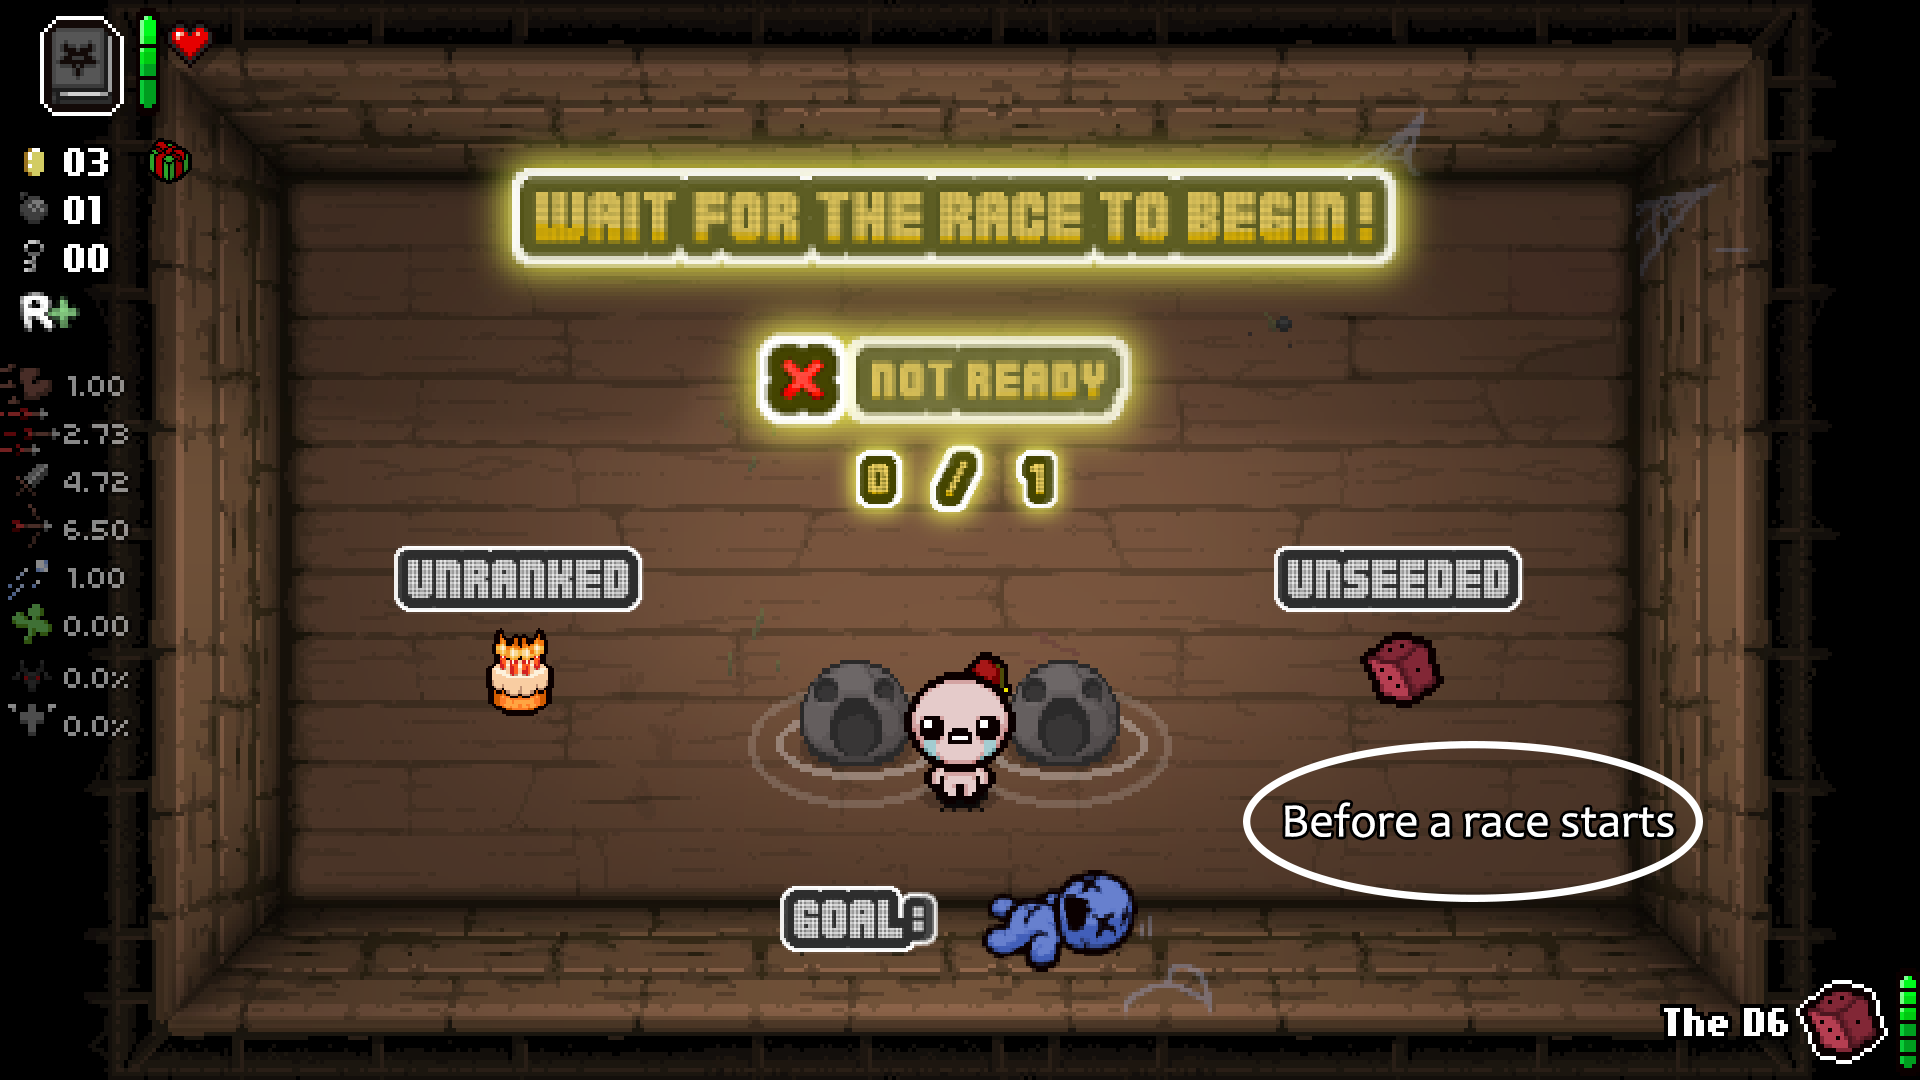 03
01
00
R+
1.00
2.73
4.72
6.50
1.00
0.00
0.0%
0.0%
WAIT FOR THE RACE TO BEGIN!
NOT READY
0 / 1
UNRANKED
UNSEEDED
Before a race starts
GOAL:
The D6